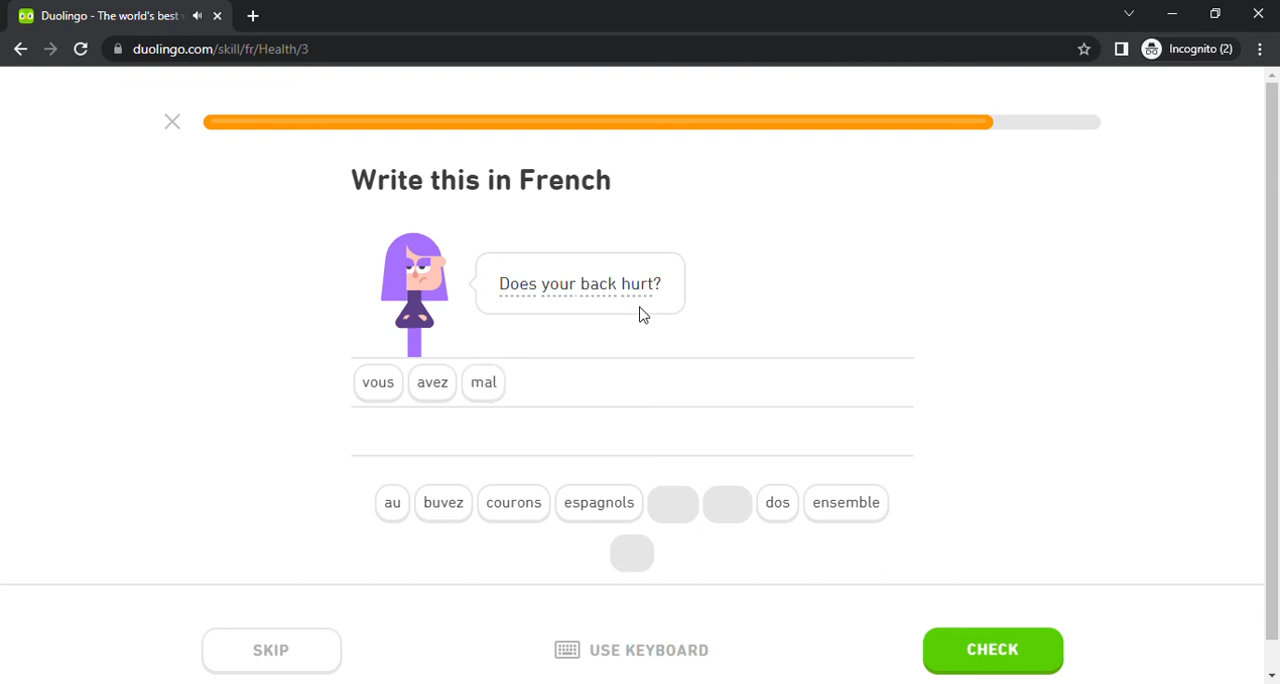 Duolingo - The world's best
duolingo.com/skill/fr/Health/3
Incognito (2)
Write this in French
Does your back hurt?
vous avez mal
au buvez courons espagnols dos ensemble
SKIP
USE KEYBOARD
CHECK